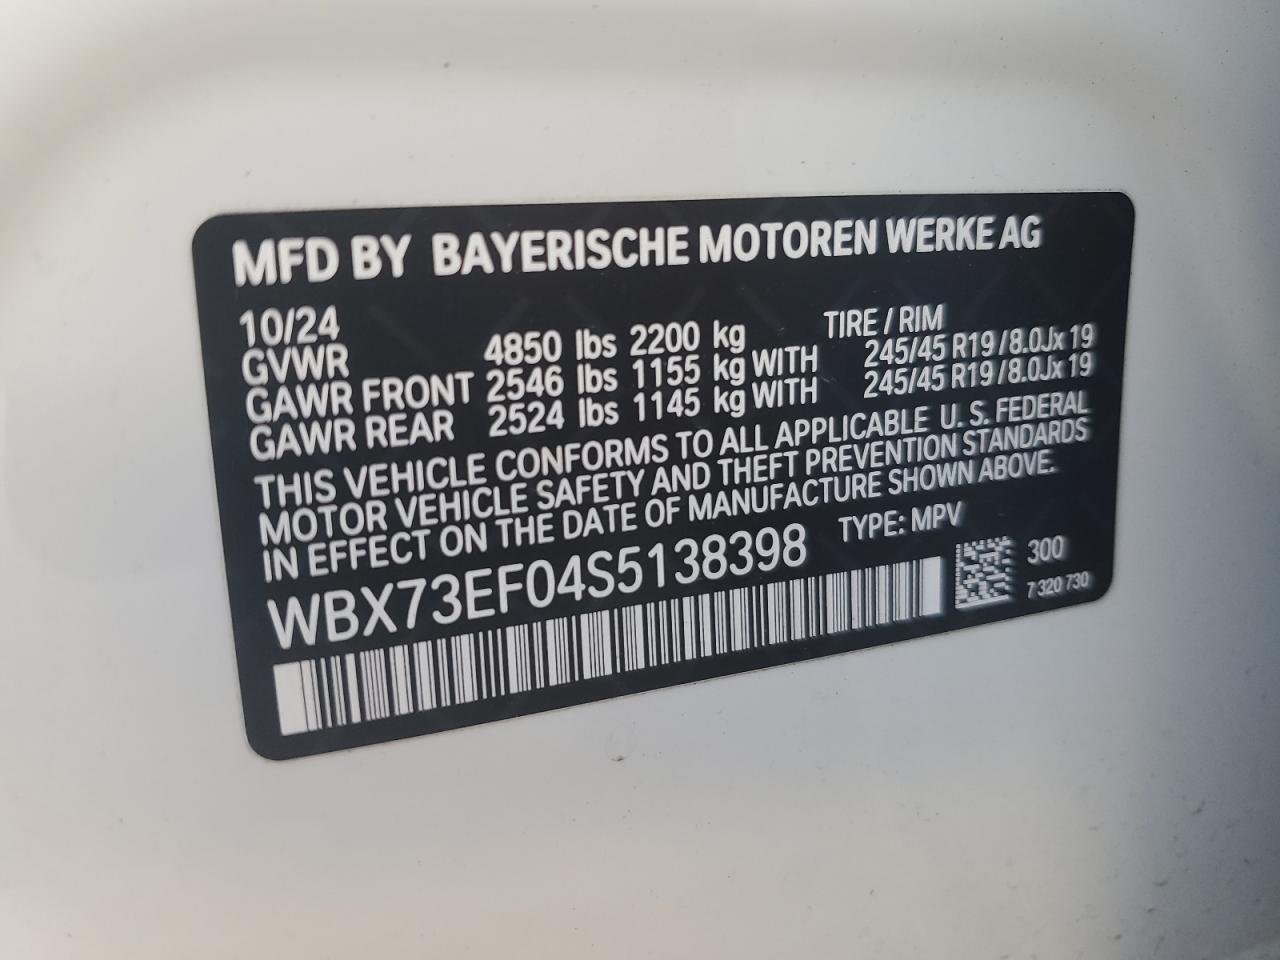 MFD BY BAYERISCHE MOTOREN WERKE AG
10/24 TIRE / RIM
GVWR 4850 lbs 2200 kg
GAWR FRONT 2546 lbs 1155 kg WITH 245/45 R19 / 8.0Jx19
GAWR REAR 2524 lbs 1145 kg WITH 245/45 R19 / 8.0Jx19
THIS VEHICLE CONFORMS TO ALL APPLICABLE U. S. FEDERAL
MOTOR VEHICLE SAFETY AND THEFT PREVENTION STANDARDS
IN EFFECT ON THE DATE OF MANUFACTURE SHOWN ABOVE.
WBX73EF04S5138398 TYPE: MPV
300
7 320 730